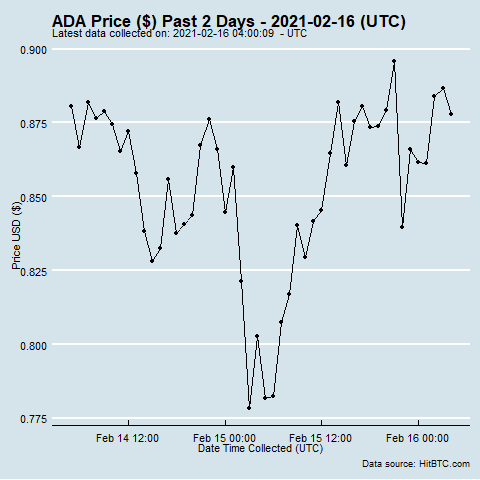 ADA Price ($) Past 2 Days - 2021-02-16 (UTC)
Latest data collected on: 2021-02-16 04:00:09  - UTC
0.900
0.875
0.850
0.825
0.800
0.775
Price USD ($)
Feb 14 12:00
Feb 15 00:00
Feb 15 12:00
Feb 16 00:00
Date Time Collected (UTC)
Data source: HitBTC.com